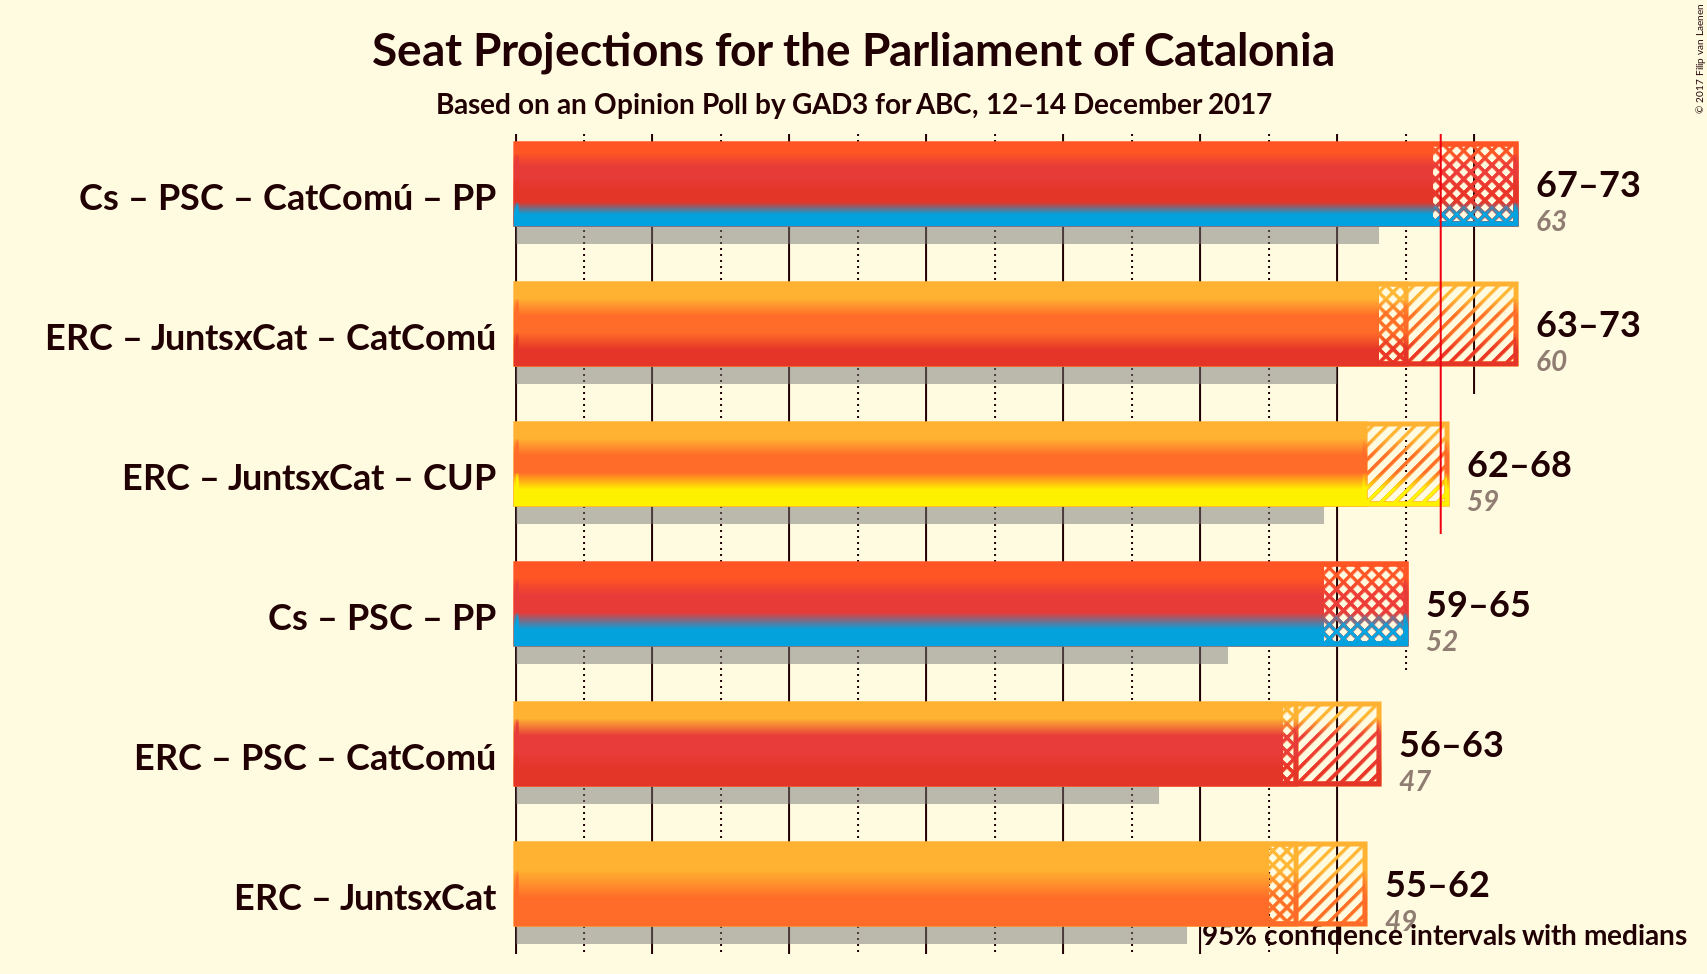 Seat Projections for the Parliament of Catalonia
Based on an Opinion Poll by GAD3 for ABC, 12–14 December 2017
© 2017 Filip van Laenen
Cs – PSC – CatComú – PP
67–73
63
ERC – JuntsxCat – CatComú
63–73
60
ERC – JuntsxCat – CUP
62–68
59
Cs – PSC – PP
59–65
52
ERC – PSC – CatComú
56–63
47
ERC – JuntsxCat
55–62
49
95% confidence intervals with medians